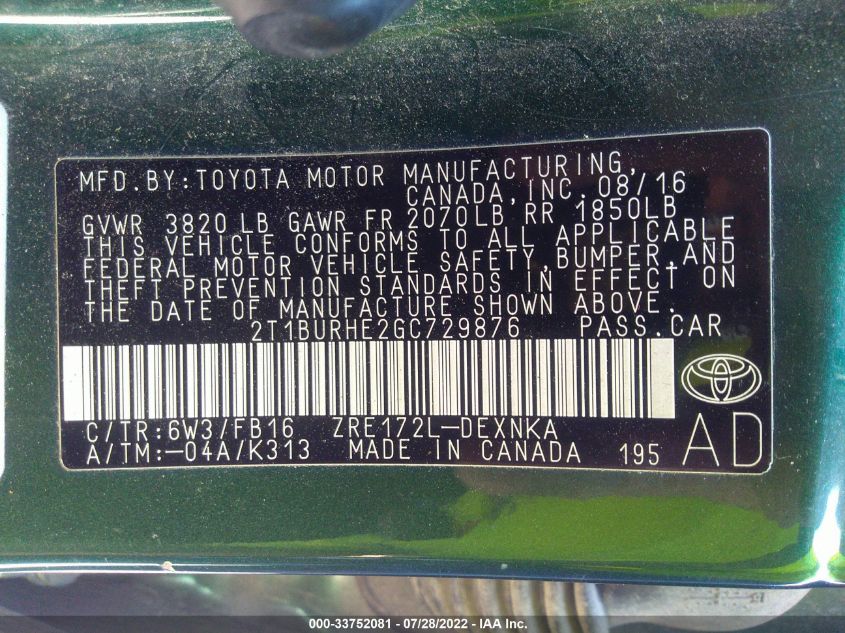 MFD.BY:TOYOTA MOTOR MANUFACTURING,
CANADA,INC. 08/16
GVWR 3820 LB GAWR FR 2070LB RR 1850LB
THIS VEHICLE CONFORMS TO ALL APPLICABLE
FEDERAL MOTOR VEHICLE SAFETY,BUMPER,AND
THEFT PREVENTION STANDARDS IN EFFECT ON
THE DATE OF MANUFACTURE SHOWN ABOVE.
2T1BURHE2GC729876 PASS.CAR
C/TR:6W3/FB16 ZRE172L-DEXNKA
A/TM:-04A/K313 MADE IN CANADA 195 AD
000-33752081 - 07/28/2022 - IAA Inc.